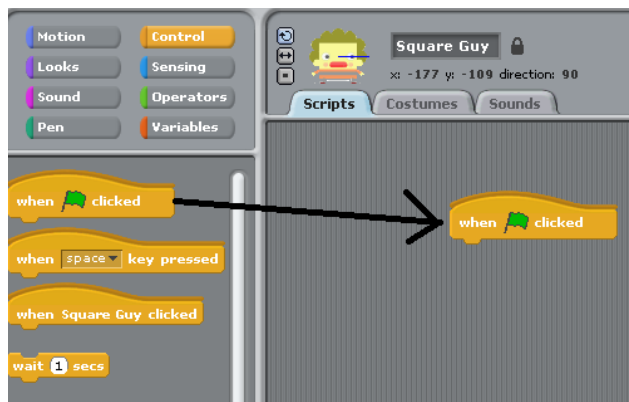 Motion
Control
Looks
Sensing
Sound
Operators
Pen
Variables
when clicked
when space key pressed
when Square Guy clicked
wait 1 secs
Square Guy
x: -177 y: -109 direction: 90
Scripts
Costumes
Sounds
when clicked